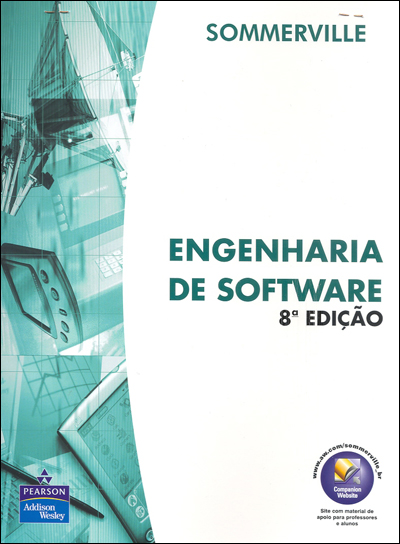 SOMMERVILLE
ENGENHARIA
DE SOFTWARE
8ª EDIÇÃO
www.aw.com/sommerville_br
Companion
Website
Site com material de
apoio para professores
e alunos
PEARSON
Addison
Wesley